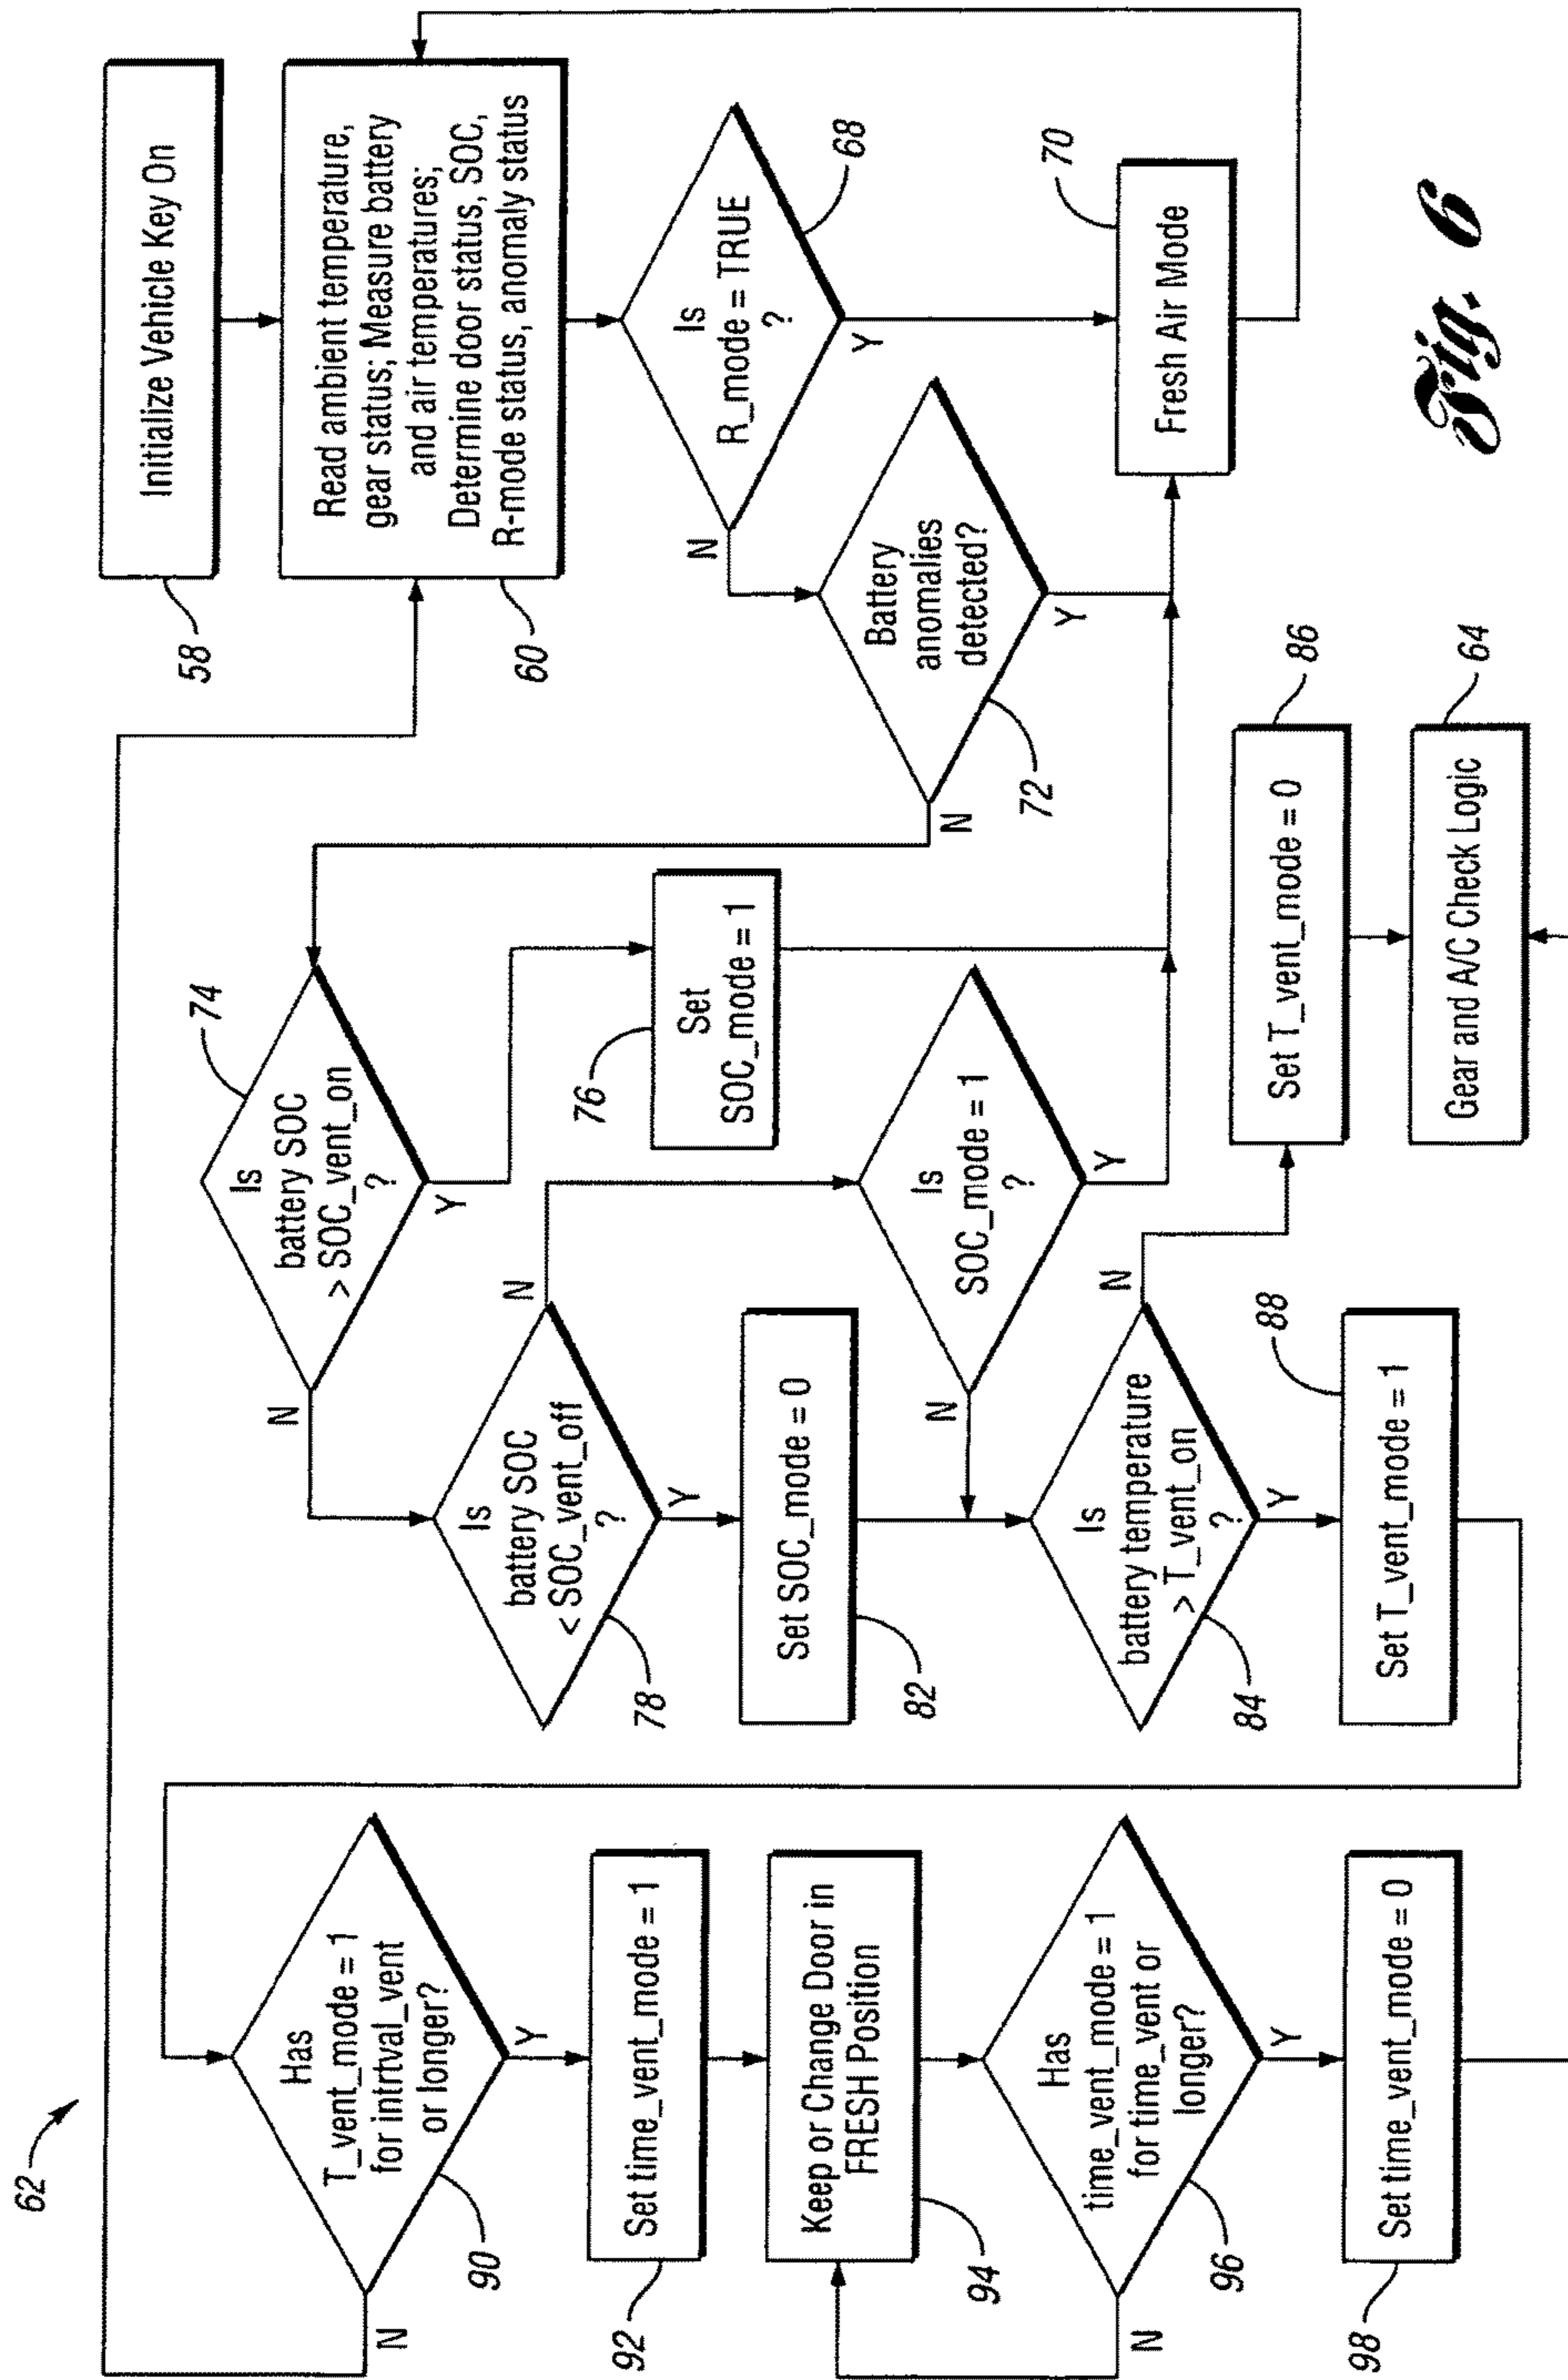 62
Initialize Vehicle Key On
58
Read ambient temperature,
gear status; Measure battery
and air temperatures;
Determine door status, SOC,
R-mode status, anomaly status
60
Is
R_mode = TRUE
?
68
N
Y
Battery
anomalies
detected?
72
N
Y
70
Fresh Air Mode
74
Is
battery SOC
> SOC_vent_on
?
N
Y
76
Set
SOC_mode = 1
Is
battery SOC
< SOC_vent_off
?
78
N
Y
Set SOC_mode = 0
82
Is
SOC_mode = 1
?
N
Y
Is
battery temperature
> T_vent_on
?
84
N
Y
Set T_vent_mode = 0
86
Gear and A/C Check Logic
64
Set T_vent_mode = 1
88
Has
T_vent_mode = 1
for intrtval_vent
or longer?
90
N
Y
Set time_vent_mode = 1
92
Keep or Change Door in
FRESH Position
94
Has
time_vent_mode = 1
for time_vent or
longer?
96
N
Y
Set time_vent_mode = 0
98
Fig. 6